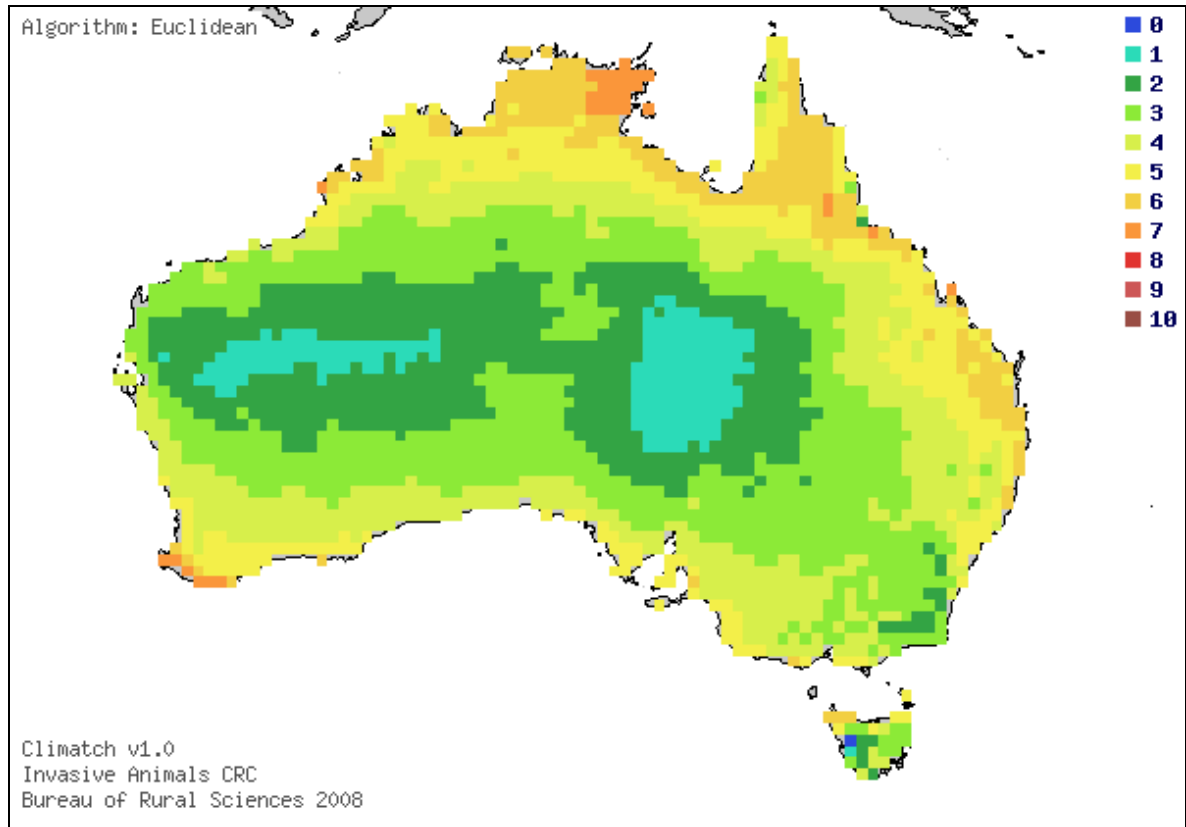 Algorithm: Euclidean
0
1
2
3
4
5
6
7
8
9
10
Climatch v1.0
Invasive Animals CRC
Bureau of Rural Sciences 2008